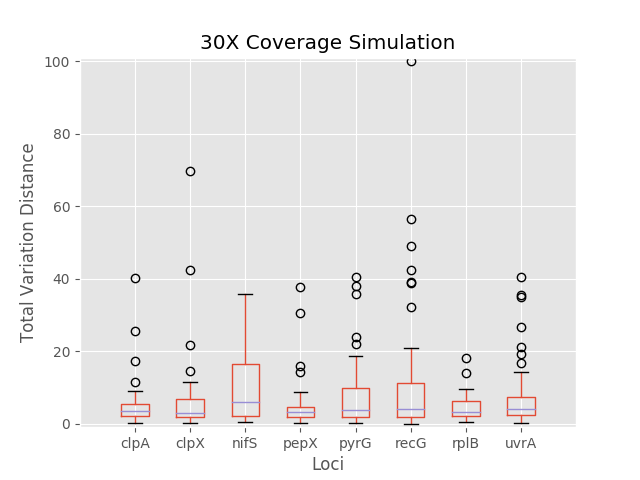 30X Coverage Simulation
Total Variation Distance
100
80
60
40
20
0
clpA clpX nifS pepX pyrG recG rplB uvrA
Loci